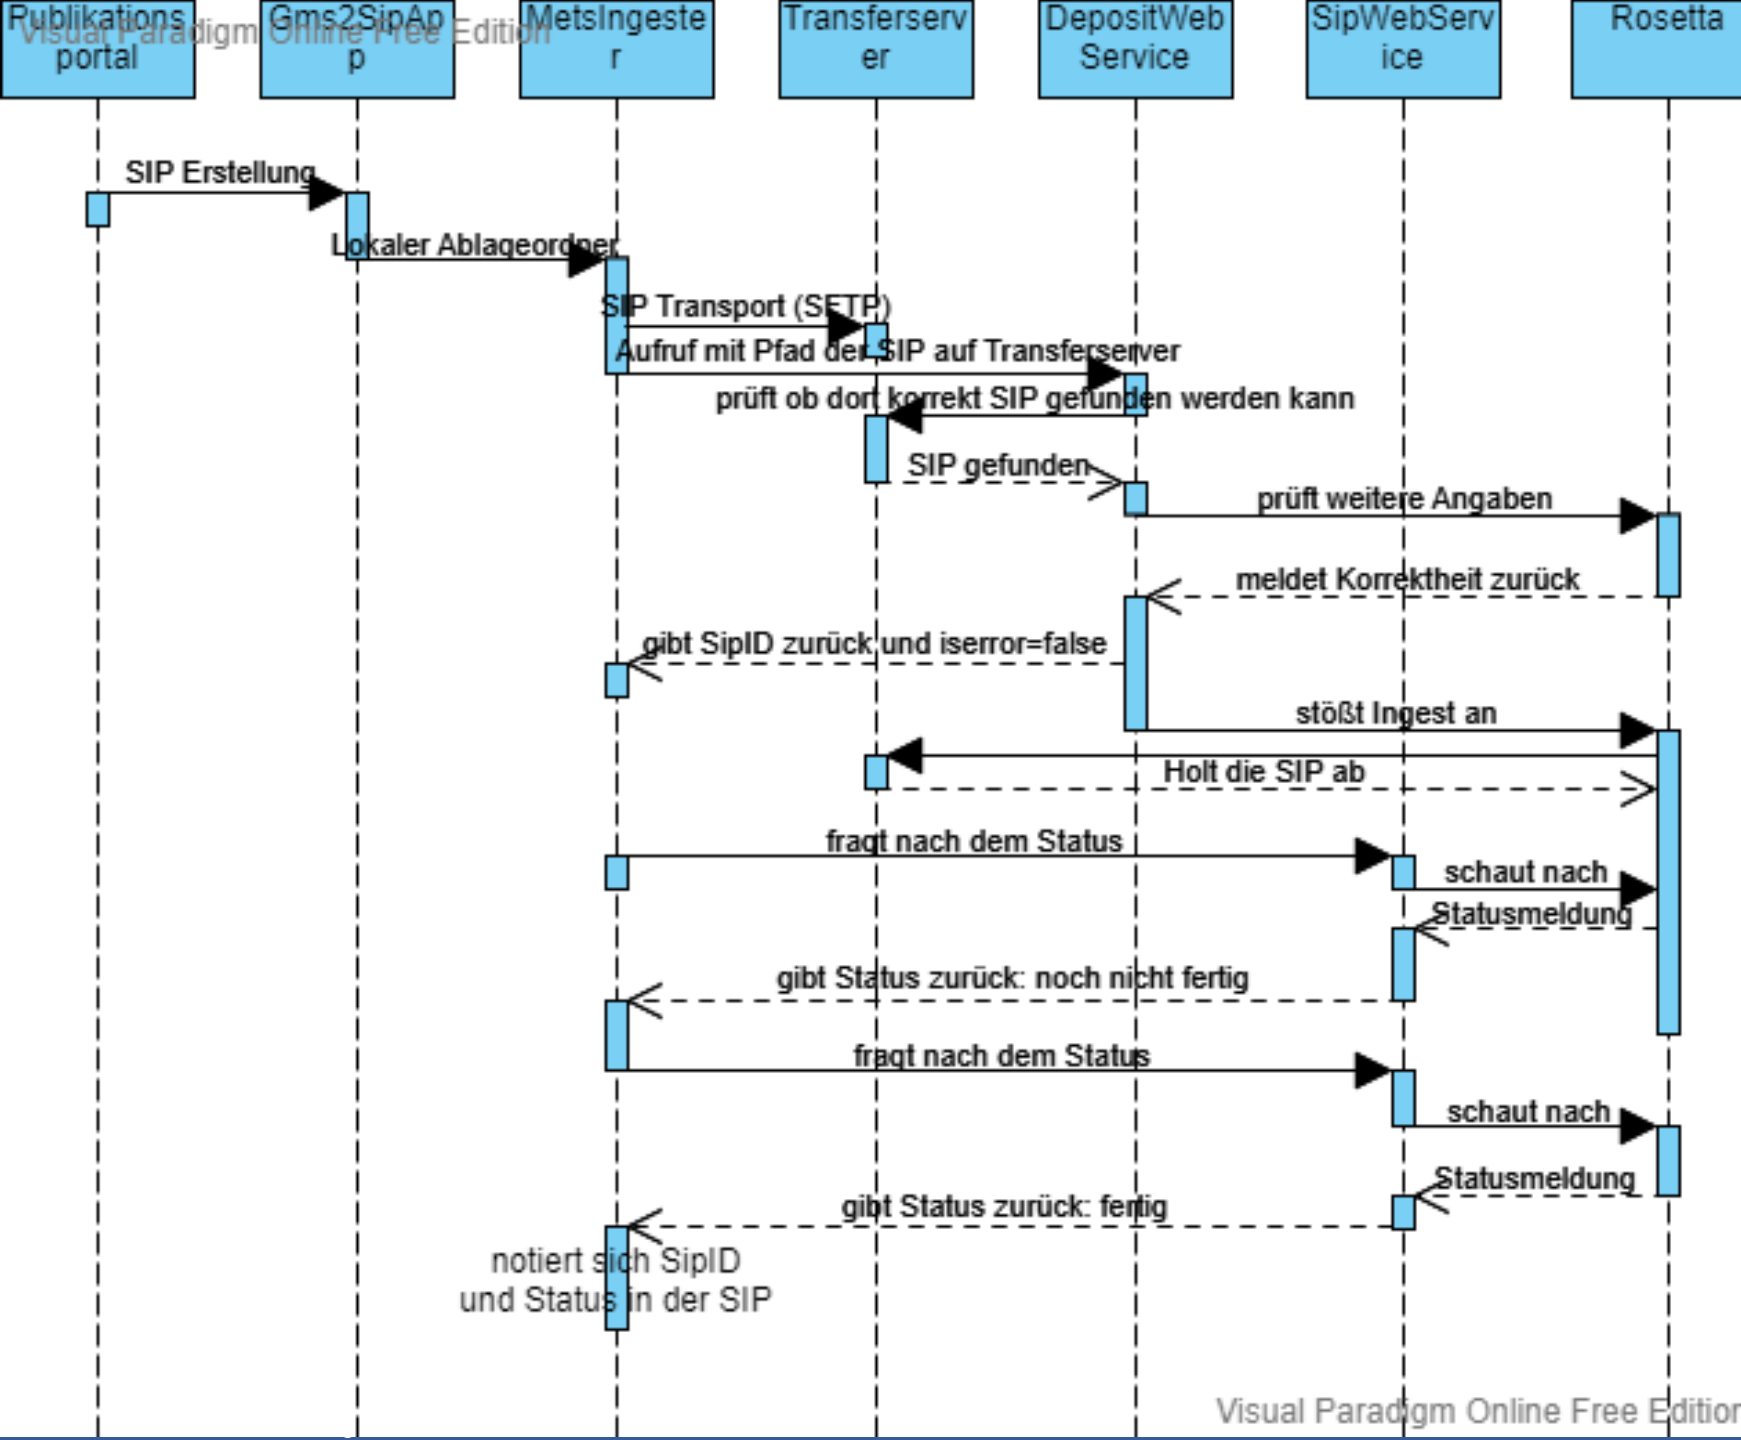 Publikations
portal
Gms2SipAp
p
MetsIngeste
r
Transferserv
er
DepositWeb
Service
SipWebServ
ice
Rosetta
Visual Paradigm Online Free Edition
SIP Erstellung
Lokaler Ablageordner
SIP Transport (SFTP)
Aufruf mit Pfad der SIP auf Transferserver
prüft ob dort korrekt SIP gefunden werden kann
SIP gefunden
prüft weitere Angaben
meldet Korrektheit zurück
gibt SipID zurück und iserror=false
stößt Ingest an
Holt die SIP ab
fragt nach dem Status
schaut nach
Statusmeldung
gibt Status zurück: noch nicht fertig
fragt nach dem Status
schaut nach
Statusmeldung
gibt Status zurück: fertig
notiert sich SipID
und Status in der SIP
Visual Paradigm Online Free Edition